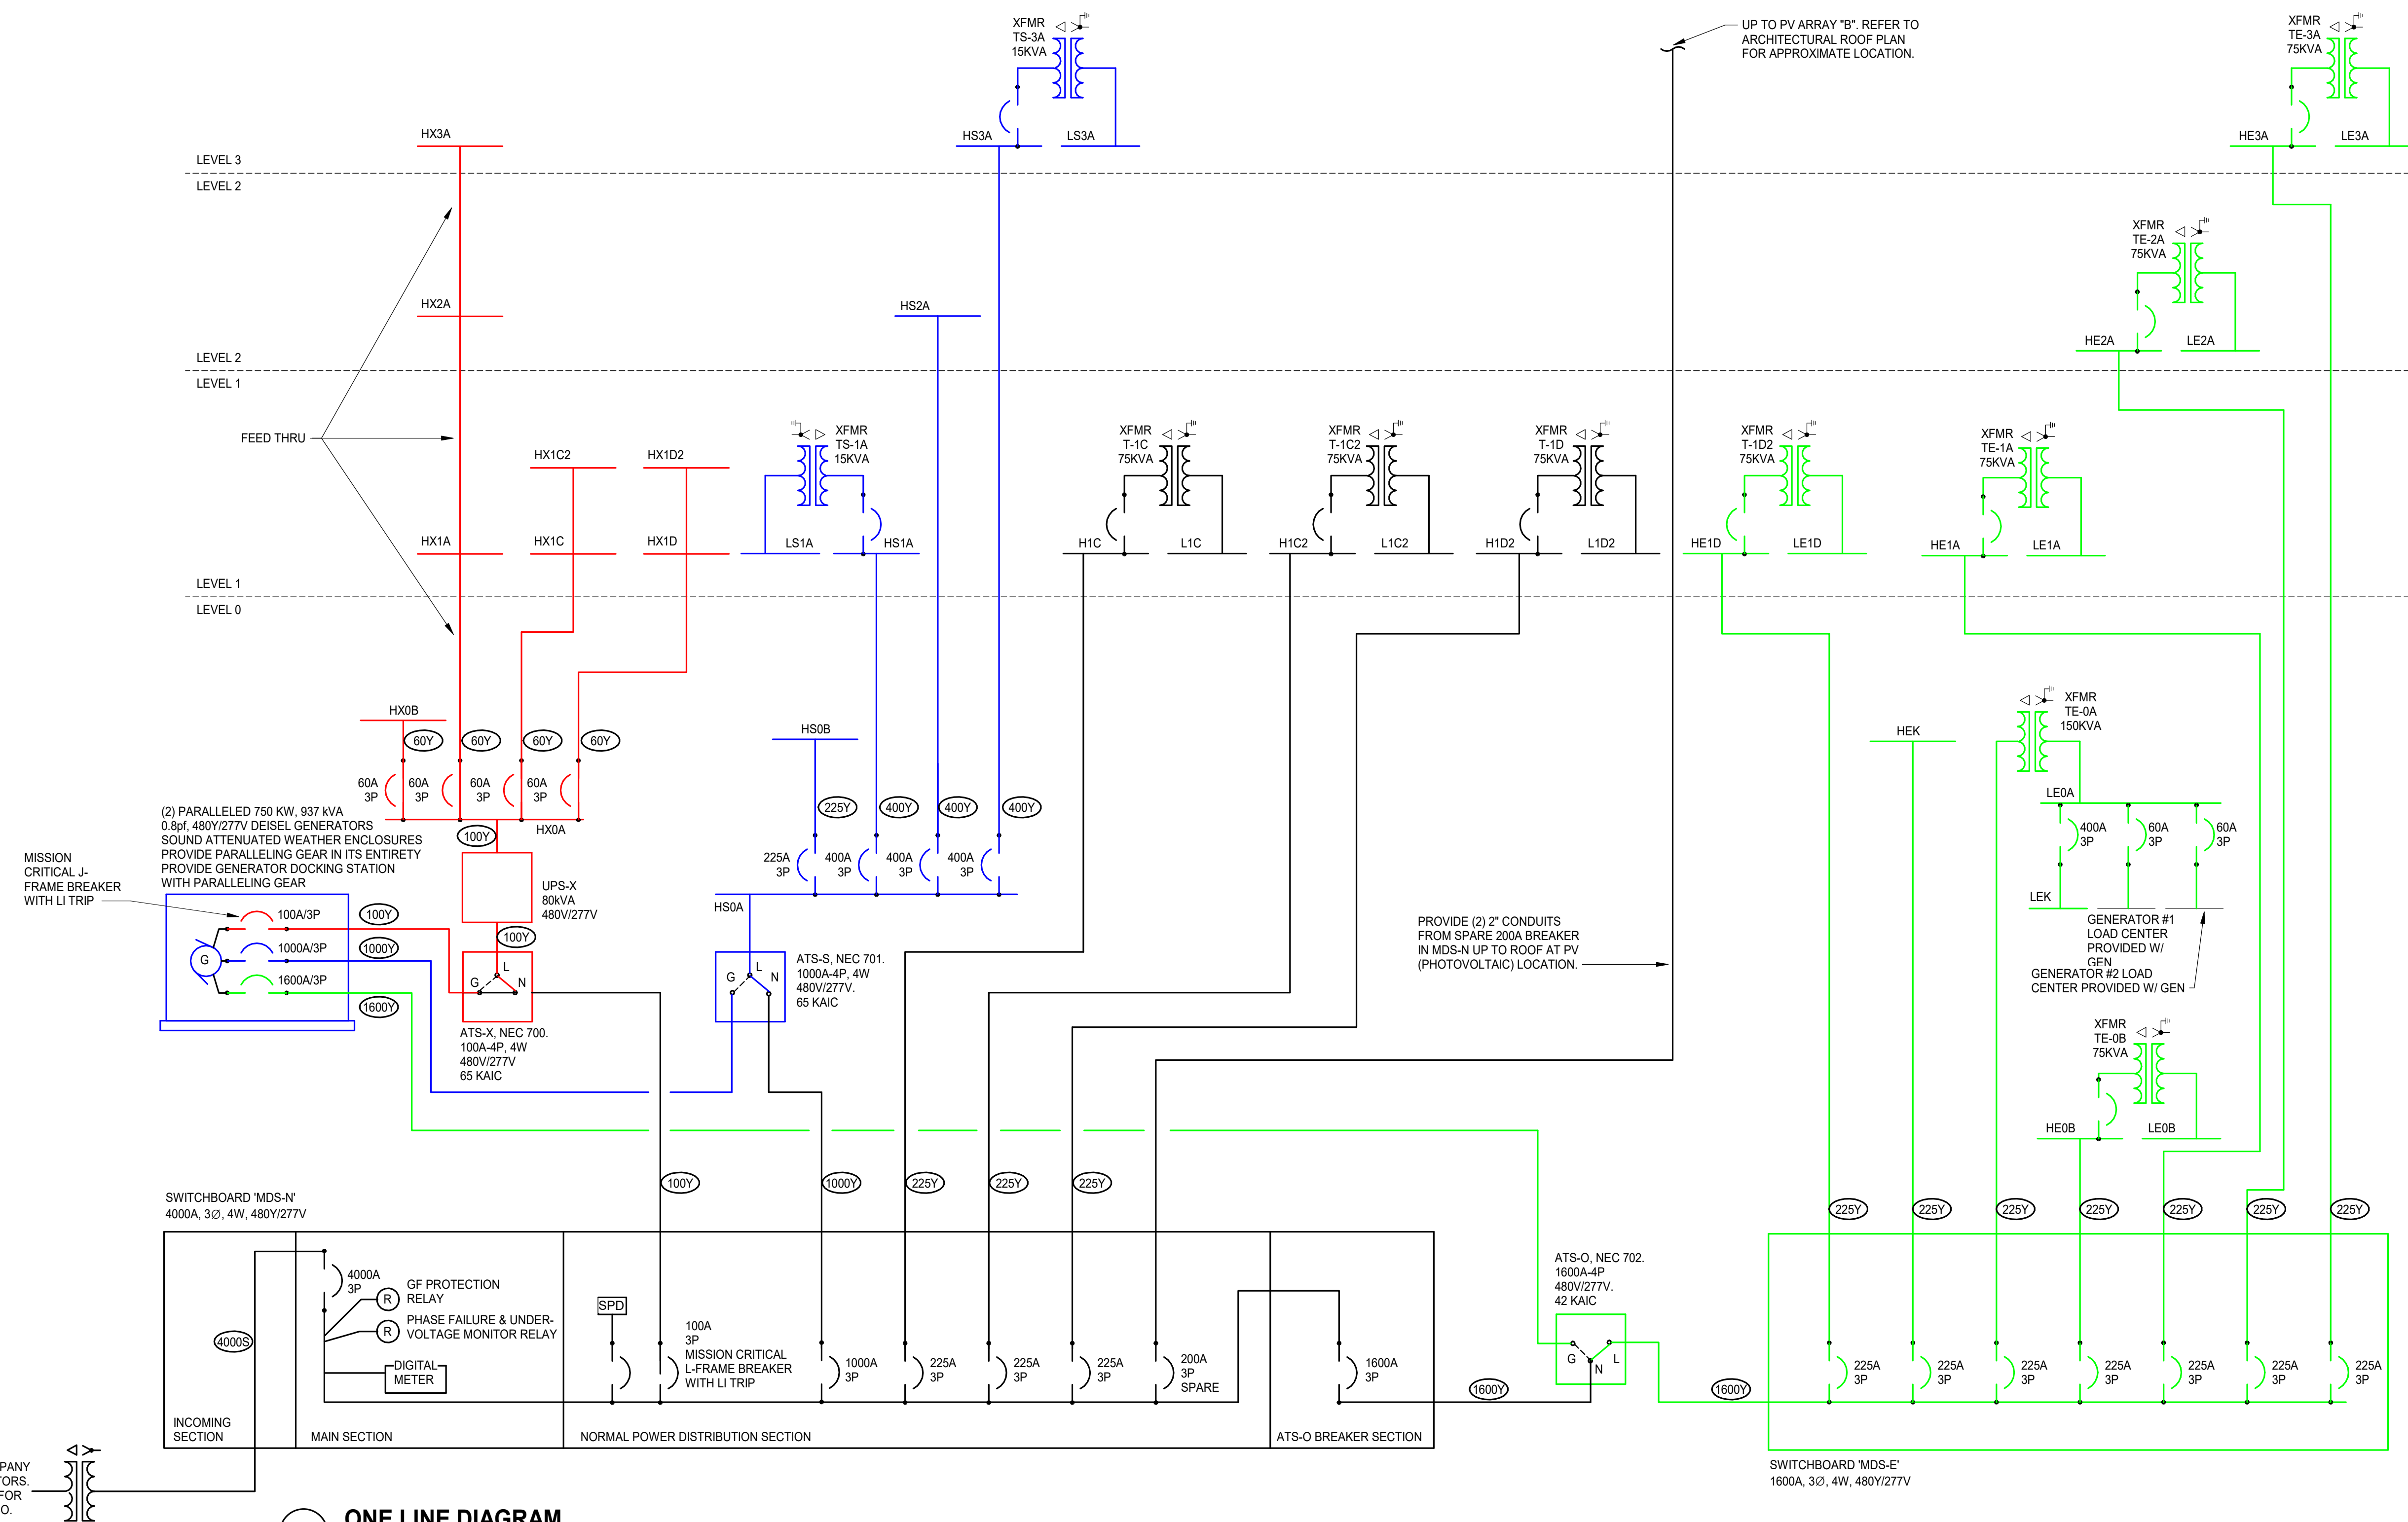 XFMR
TS-3A
15KVA
UP TO PV ARRAY "B". REFER TO
ARCHITECTURAL ROOF PLAN
FOR APPROXIMATE LOCATION.
XFMR
TE-3A
75KVA
HX3A
HS3A
LS3A
HE3A
LE3A
LEVEL 3
LEVEL 2
XFMR
TE-2A
75KVA
HX2A
HS2A
HE2A
LE2A
LEVEL 2
LEVEL 1
FEED THRU
HX1C2
HX1D2
XFMR
TS-1A
15KVA
XFMR
T-1C
75KVA
XFMR
T-1C2
75KVA
XFMR
T-1D
75KVA
XFMR
T-1D2
75KVA
XFMR
TE-1A
75KVA
HX1A
HX1C
HX1D
LS1A
HS1A
H1C
L1C
H1C2
L1C2
H1D2
L1D2
HE1D
LE1D
HE1A
LE1A
LEVEL 1
LEVEL 0
HX0B
60Y
60Y
60Y
60Y
60A
3P
60A
3P
60A
3P
60A
3P
HX0A
100Y
HS0B
225Y
400Y
400Y
400Y
225A
3P
400A
3P
400A
3P
400A
3P
HS0A
HEK
XFMR
TE-0A
150KVA
LE0A
400A
3P
60A
3P
60A
3P
LEK
GENERATOR #1
LOAD CENTER
PROVIDED W/
GEN
GENERATOR #2 LOAD
CENTER PROVIDED W/ GEN
(2) PARALLELED 750 KW, 937 kVA
0.8pf, 480Y/277V DEISEL GENERATORS
SOUND ATTENUATED WEATHER ENCLOSURES
PROVIDE PARALLELING GEAR IN ITS ENTIRETY
PROVIDE GENERATOR DOCKING STATION
WITH PARALLELING GEAR
MISSION
CRITICAL J-
FRAME BREAKER
WITH LI TRIP
G
100A/3P
1000A/3P
1600A/3P
100Y
1000Y
1600Y
UPS-X
80kVA
480V/277V
100Y
G
L
N
ATS-X, NEC 700.
100A-4P, 4W
480V/277V
65 KAIC
G
L
N
ATS-S, NEC 701.
1000A-4P, 4W
480V/277V.
65 KAIC
PROVIDE (2) 2" CONDUITS
FROM SPARE 200A BREAKER
IN MDS-N UP TO ROOF AT PV
(PHOTOVOLTAIC) LOCATION.
XFMR
TE-0B
75KVA
HE0B
LE0B
100Y
1000Y
225Y
225Y
225Y
225Y
225Y
225Y
225Y
225Y
225Y
225Y
SWITCHBOARD 'MDS-N'
4000A, 3∅, 4W, 480Y/277V
4000S
4000A
3P
R
GF PROTECTION
RELAY
R
PHASE FAILURE & UNDER-
VOLTAGE MONITOR RELAY
DIGITAL
METER
INCOMING
SECTION
MAIN SECTION
SPD
100A
3P
MISSION CRITICAL
L-FRAME BREAKER
WITH LI TRIP
1000A
3P
225A
3P
225A
3P
225A
3P
200A
3P
SPARE
NORMAL POWER DISTRIBUTION SECTION
1600A
3P
ATS-O BREAKER SECTION
1600Y
ATS-O, NEC 702.
1600A-4P
480V/277V.
42 KAIC
G
N
L
1600Y
225A
3P
225A
3P
225A
3P
225A
3P
225A
3P
225A
3P
225A
3P
SWITCHBOARD 'MDS-E'
1600A, 3∅, 4W, 480Y/277V
PANY
TORS.
FOR
O.
ONE LINE DIAGRAM